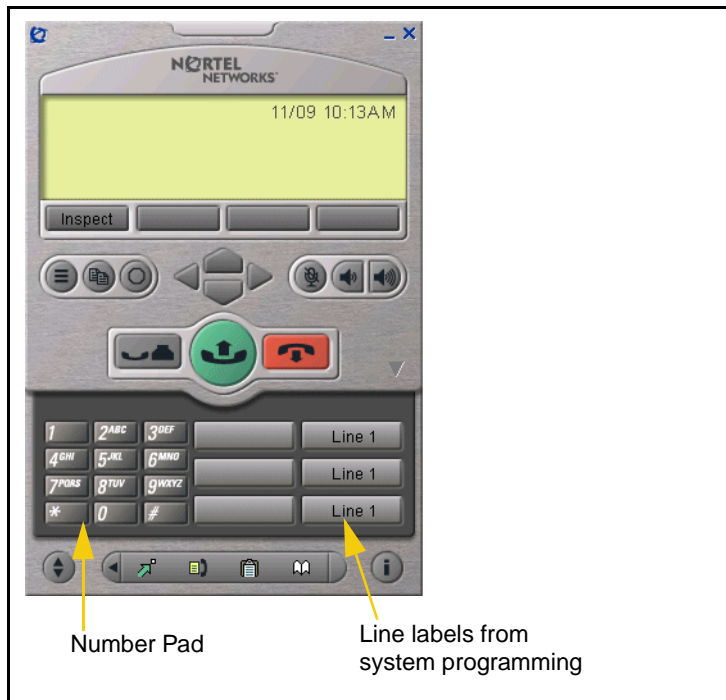 NORTEL
NETWORKS
11/09 10:13AM
Inspect
1 2ABC 3DEF Line 1
4GHI 5JKL 6MNO Line 1
7PQRS 8TUV 9WXYZ
* 0 # Line 1
i
Number Pad
Line labels from
system programming